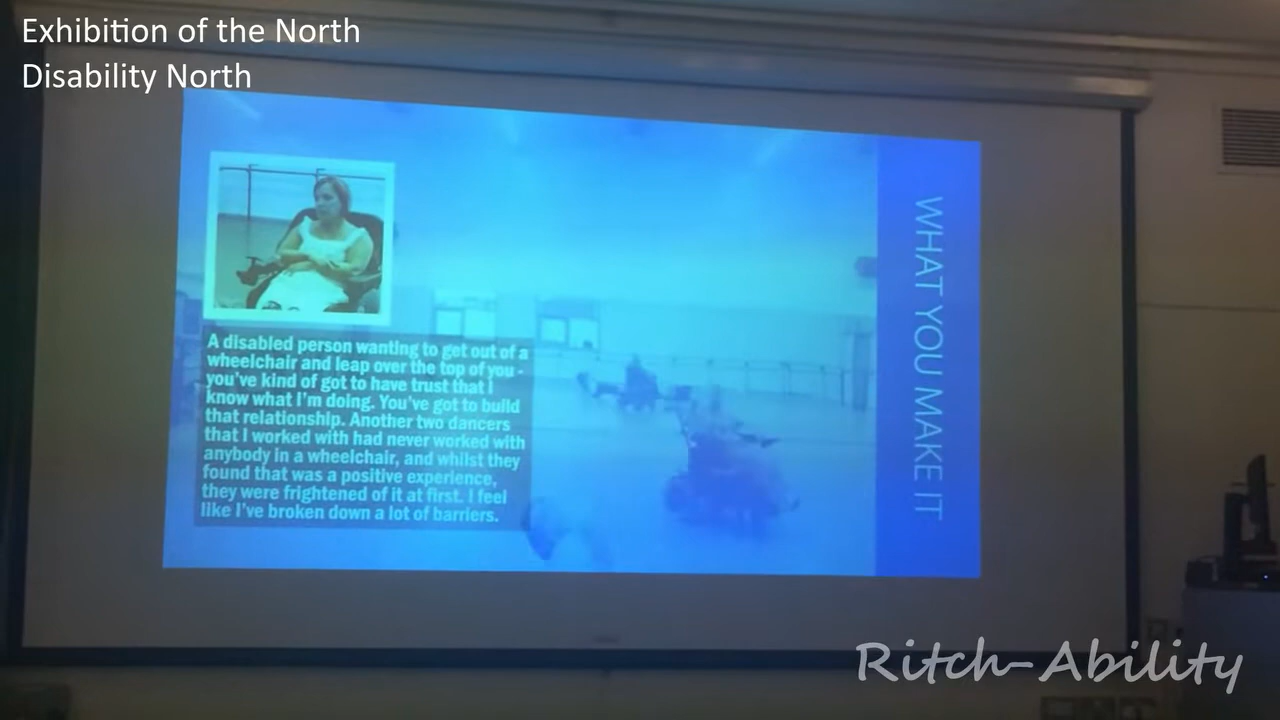 Exhibition of the North
Disability North
WHAT YOU MAKE IT
A disabled person wanting to get out of a
wheelchair and leap over the top of you -
you've kind of got to have trust that I
know what I'm doing. You've got to build
that relationship. Another two dancers
that I worked with had never worked with
anybody in a wheelchair, and whilst they
found that was a positive experience,
they were frightened of it at first. I feel
like I've broken down a lot of barriers.
Ritch-Ability